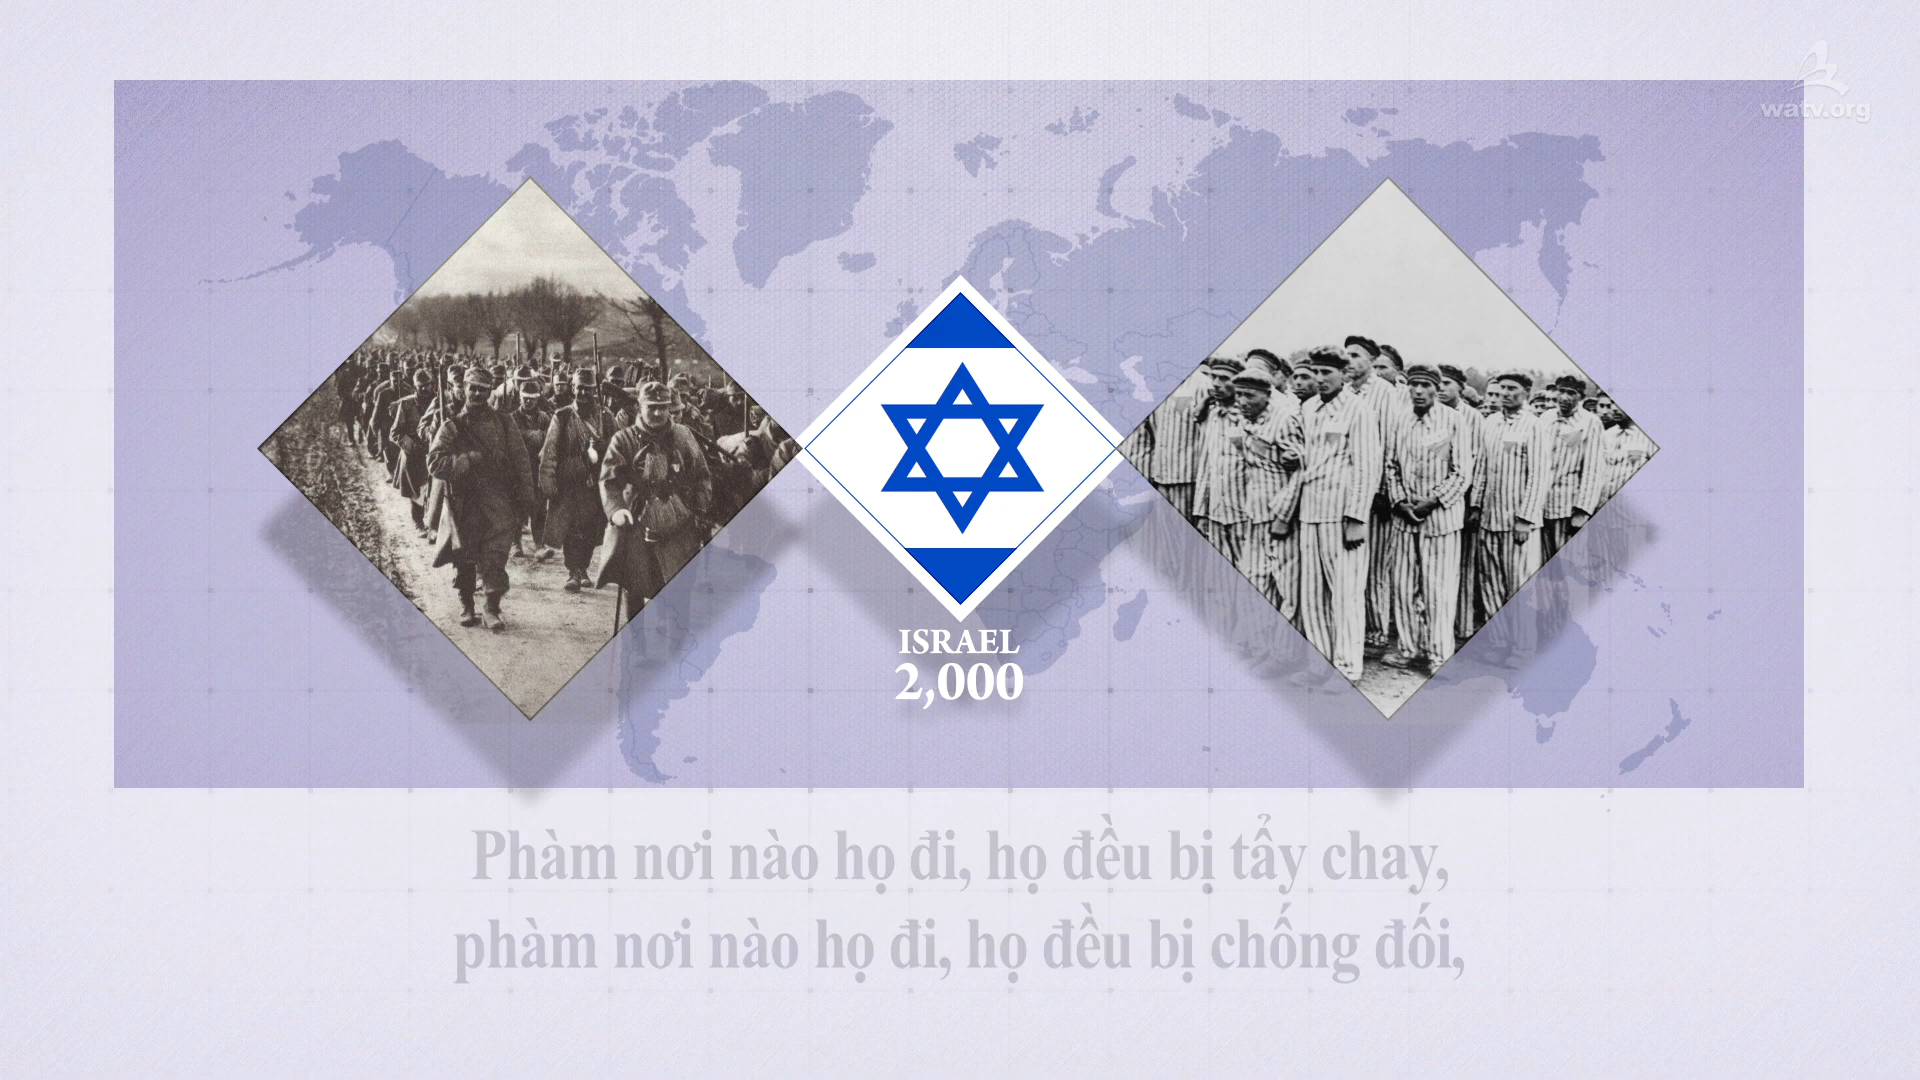 watv.org
ISRAEL
2,000
Phàm nơi nào họ đi, họ đều bị tẩy chay,
phàm nơi nào họ đi, họ đều bị chống đối,